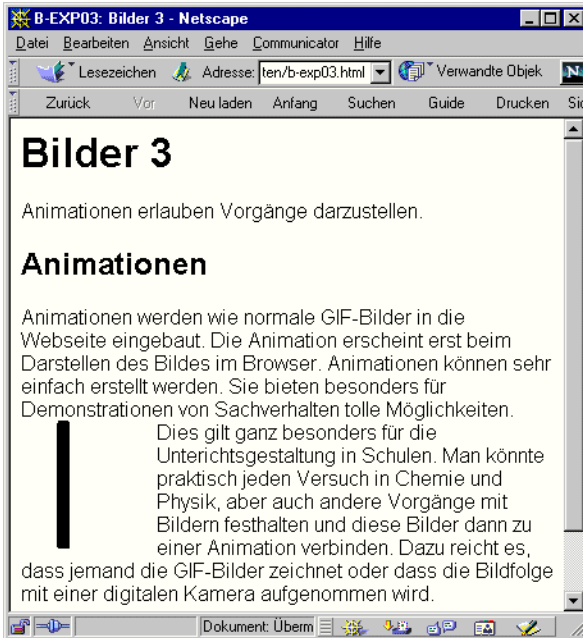 B-EXP03: Bilder 3 - Netscape
Datei Bearbeiten Ansicht Gehe Communicator Hilfe
Lesezeichen Adresse: ten/b-exp03.html Verwandte Objek N
Zurück Vor Neu laden Anfang Suchen Guide Drucken Sic
Bilder 3
Animationen erlauben Vorgänge darzustellen.
Animationen
Animationen werden wie normale GIF-Bilder in die
Webseite eingebaut. Die Animation erscheint erst beim
Darstellen des Bildes im Browser. Animationen können sehr
einfach erstellt werden. Sie bieten besonders für
Demonstrationen von Sachverhalten tolle Möglichkeiten.
Dies gilt ganz besonders für die
Unterichtsgestaltung in Schulen. Man könnte
praktisch jeden Versuch in Chemie und
Physik, aber auch andere Vorgänge mit
Bildern festhalten und diese Bilder dann zu
einer Animation verbinden. Dazu reicht es,
dass jemand die GIF-Bilder zeichnet oder dass die Bildfolge
mit einer digitalen Kamera aufgenommen wird.
Dokument: Überm